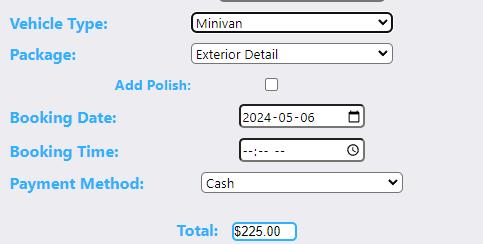 Vehicle Type: Minivan
Package: Exterior Detail
Add Polish:
Booking Date: 2024-05-06
Booking Time: --:-- --
Payment Method: Cash
Total: $225.00